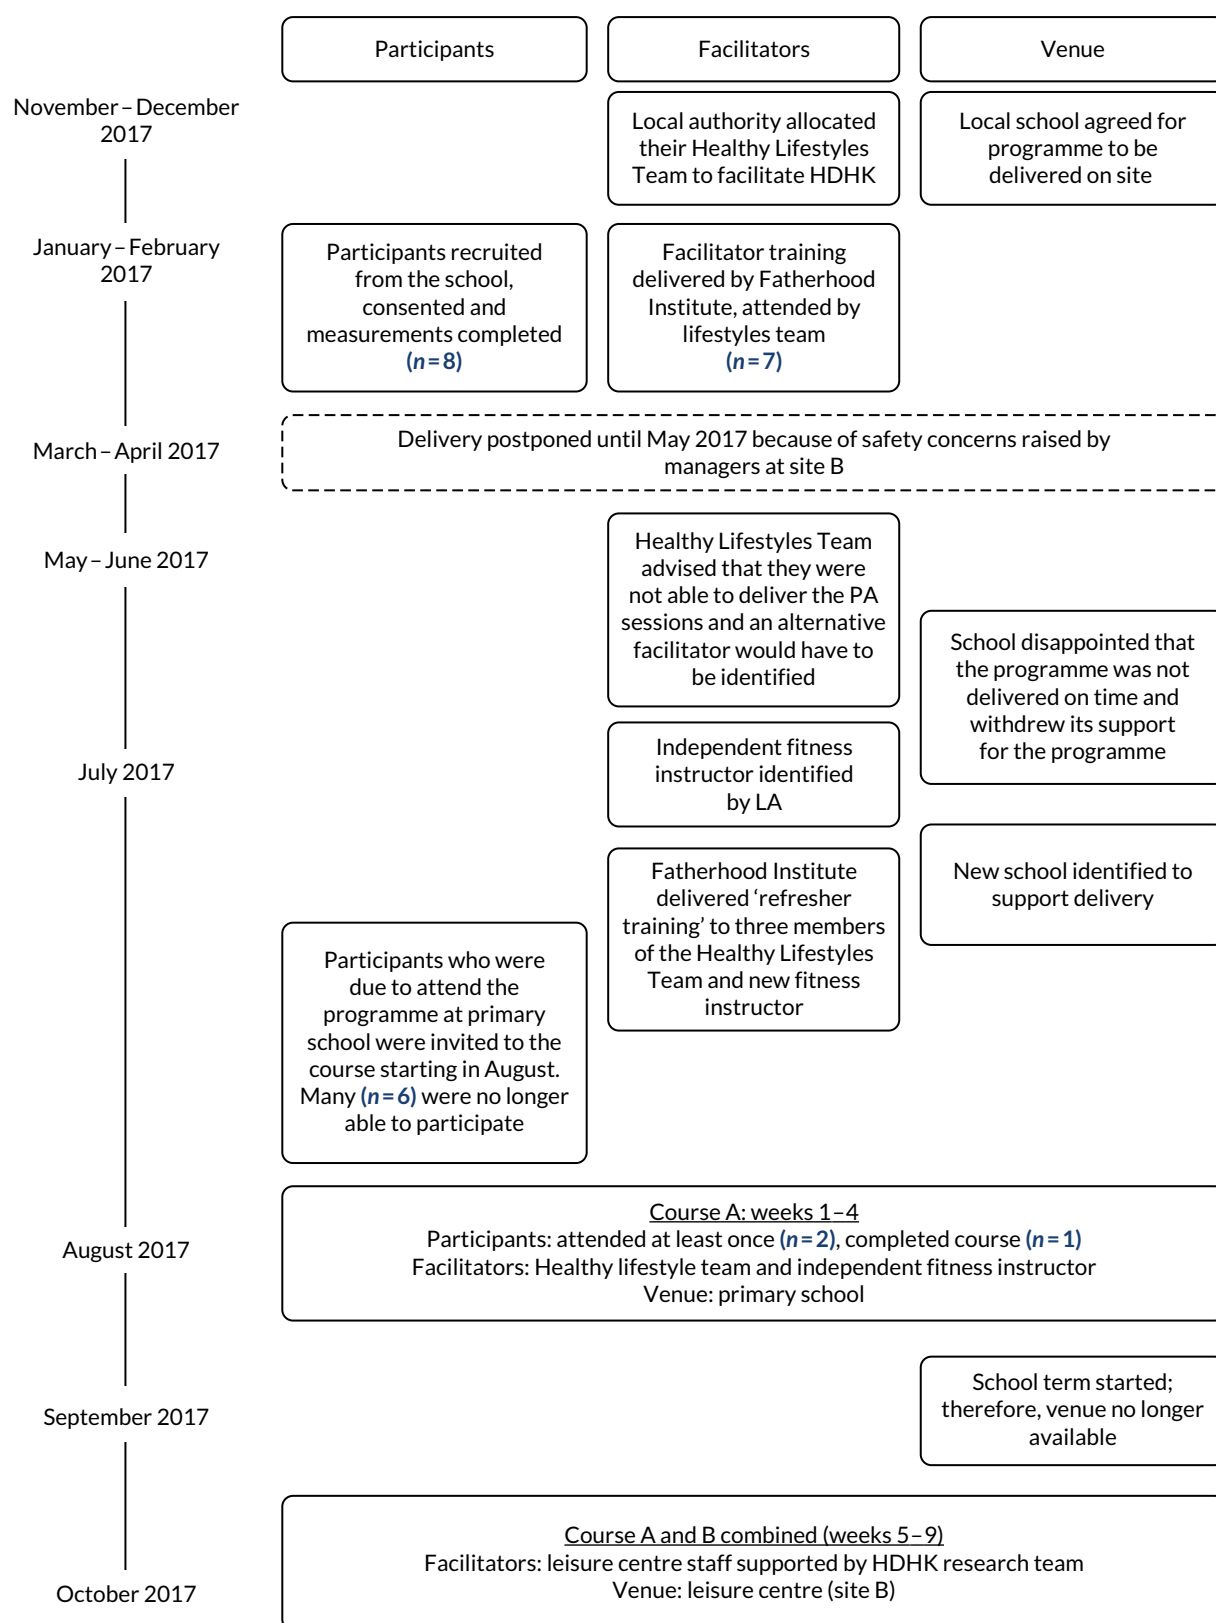 Participants
Facilitators
Venue
November – December
2017
Local authority allocated
their Healthy Lifestyles
Team to facilitate HDHK
Local school agreed for
programme to be
delivered on site
January – February
2017
Participants recruited
from the school,
consented and
measurements completed
(n = 8)
Facilitator training
delivered by Fatherhood
Institute, attended by
lifestyles team
(n = 7)
March – April 2017
Delivery postponed until May 2017 because of safety concerns raised by
managers at site B
May – June 2017
Healthy Lifestyles Team
advised that they were
not able to deliver the PA
sessions and an alternative
facilitator would have to
be identified
School disappointed that
the programme was not
delivered on time and
withdrew its support
for the programme
July 2017
Independent fitness
instructor identified
by LA
New school identified to
support delivery
Fatherhood Institute
delivered ‘refresher
training’ to three members
of the Healthy Lifestyles
Team and new fitness
instructor
Participants who were
due to attend the
programme at primary
school were invited to the
course starting in August.
Many (n = 6) were no longer
able to participate
August 2017
Course A: weeks 1–4
Participants: attended at least once (n = 2), completed course (n = 1)
Facilitators: Healthy lifestyle team and independent fitness instructor
Venue: primary school
September 2017
School term started;
therefore, venue no longer
available
October 2017
Course A and B combined (weeks 5–9)
Facilitators: leisure centre staff supported by HDHK research team
Venue: leisure centre (site B)